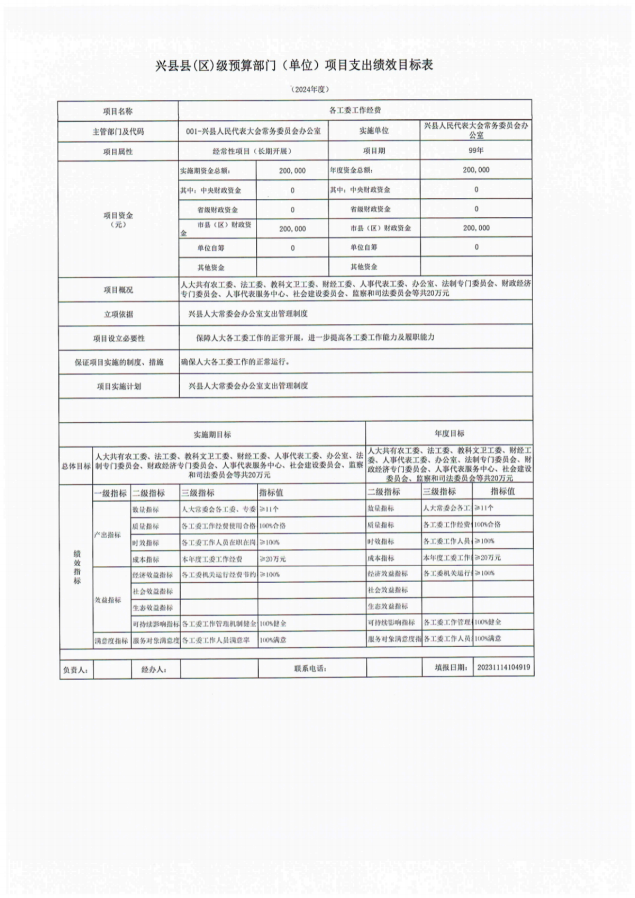 兴县县(区)级预算部门（单位）项目支出绩效目标表
（2024年度）
项目名称 各工委工作经费
主管部门及代码 001-兴县人民代表大会常务委员会办公室 实施单位 兴县人民代表大会常务委员会办公室
项目属性 经常性项目（长期开展） 项目期 99年
项目资金（元） 实施期资金总额： 200,000 年度资金总额： 200,000
其中：中央财政资金 0 其中：中央财政资金 0
省级财政资金 0 省级财政资金 0
市县（区）财政资金 200,000 市县（区）财政资金 200,000
单位自筹 0 单位自筹 0
其他资金 其他资金
项目概况 人大共有农工委、法工委、教科文卫工委、财经工委、人事代表工委、办公室、法制专门委员会、财政经济专门委员会、人事代表服务中心、社会建设委员会、监察和司法委员会等共20万元
立项依据 兴县人大常委会办公室支出管理制度
项目设立必要性 保障人大各工委工作的正常开展，进一步提高各工委工作能力及履职能力
保证项目实施的制度、措施 确保人大各工委工作的正常运行。
项目实施计划 兴县人大常委会办公室支出管理制度
实施期目标 年度目标
总体目标 人大共有农工委、法工委、教科文卫工委、财经工委、人事代表工委、办公室、法制专门委员会、财政经济专门委员会、人事代表服务中心、社会建设委员会、监察和司法委员会等共20万元 人大共有农工委、法工委、教科文卫工委、财经工委、人事代表工委、办公室、法制专门委员会、财政经济专门委员会、人事代表服务中心、社会建设委员会、监察和司法委员会等共20万元
绩效指标 一级指标 二级指标 三级指标 指标值 二级指标 三级指标 指标值
产出指标 数量指标 人大常委会各工委、专委 ≥11个 数量指标 人大常委会各工 ≥11个
质量指标 各工委工作经费使用合格 100%合格 质量指标 各工委工作经费 100%合格
时效指标 各工委工作人员在职在岗 ≥100% 时效指标 各工委工作人员 ≥100%
成本指标 本年度工委工作经费 ≥20万元 成本指标 本年度工委工作 ≥20万元
效益指标 经济效益指标 各工委机关运行经费节约 ≥100% 经济效益指标 各工委机关运行 ≥100%
社会效益指标 社会效益指标
生态效益指标 生态效益指标
可持续影响指标 各工委工作管理机制健全 100%健全 可持续影响指标 各工委工作管理 100%健全
满意度指标 服务对象满意度 各工委工作人员满意率 100%满意 服务对象满意度指 各工委工作人员 100%满意
负责人： 经办人： 联系电话： 填报日期： 20231114104919